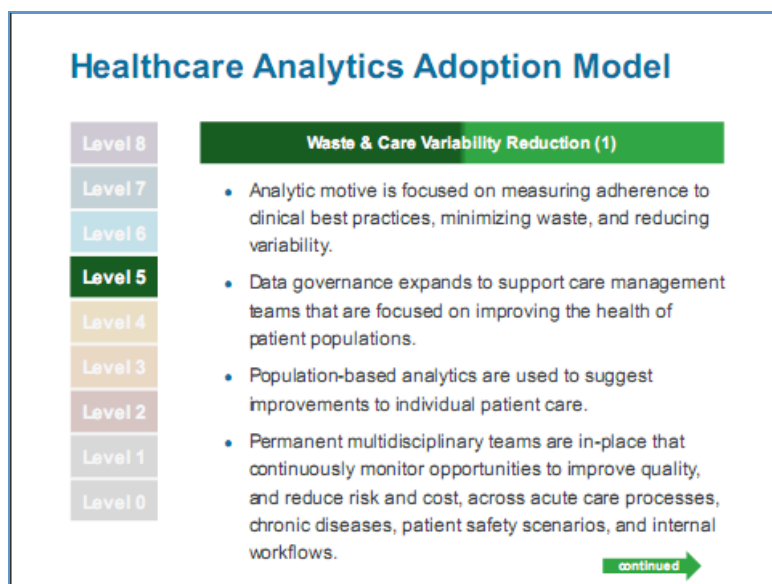 Healthcare Analytics Adoption Model
Level 8
Level 7
Level 6
Level 5
Level 4
Level 3
Level 2
Level 1
Level 0
Waste & Care Variability Reduction (1)
• Analytic motive is focused on measuring adherence to
clinical best practices, minimizing waste, and reducing
variability.
• Data governance expands to support care management
teams that are focused on improving the health of
patient populations.
• Population-based analytics are used to suggest
improvements to individual patient care.
• Permanent multidisciplinary teams are in-place that
continuously monitor opportunities to improve quality,
and reduce risk and cost, across acute care processes,
chronic diseases, patient safety scenarios, and internal
workflows.
continued